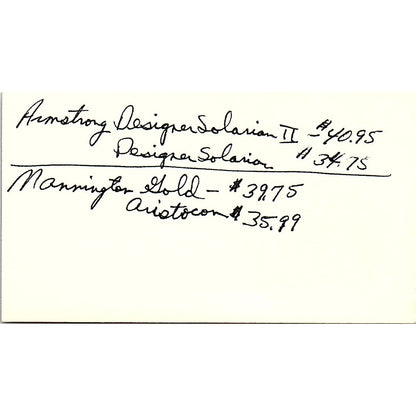 Armstrong Designer Solarian II - $40.95
Designer Solarian $34.75
Mannington Gold - $39.75
Aristocon $35.99